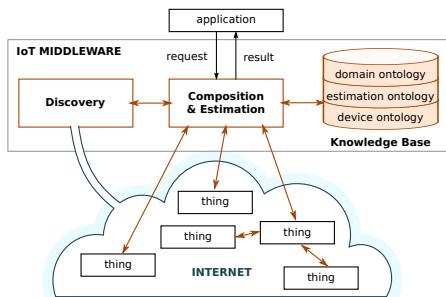 application
IoT MIDDLEWARE
request
result
domain ontology
Discovery
Composition
& Estimation
estimation ontology
device ontology
Knowledge Base
thing
thing
thing
thing
INTERNET
thing